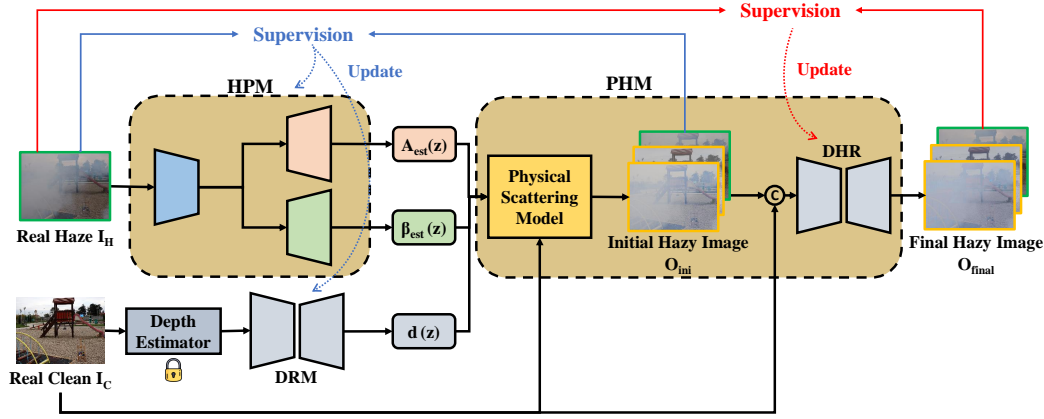 Supervision
Supervision
Update
Update
HPM
PHM
DHR
A_est(z)
β_est(z)
Physical
Scattering
Model
C
Real Haze I_H
Initial Hazy Image
O_ini
Final Hazy Image
O_final
Depth
Estimator
d (z)
DRM
Real Clean I_C